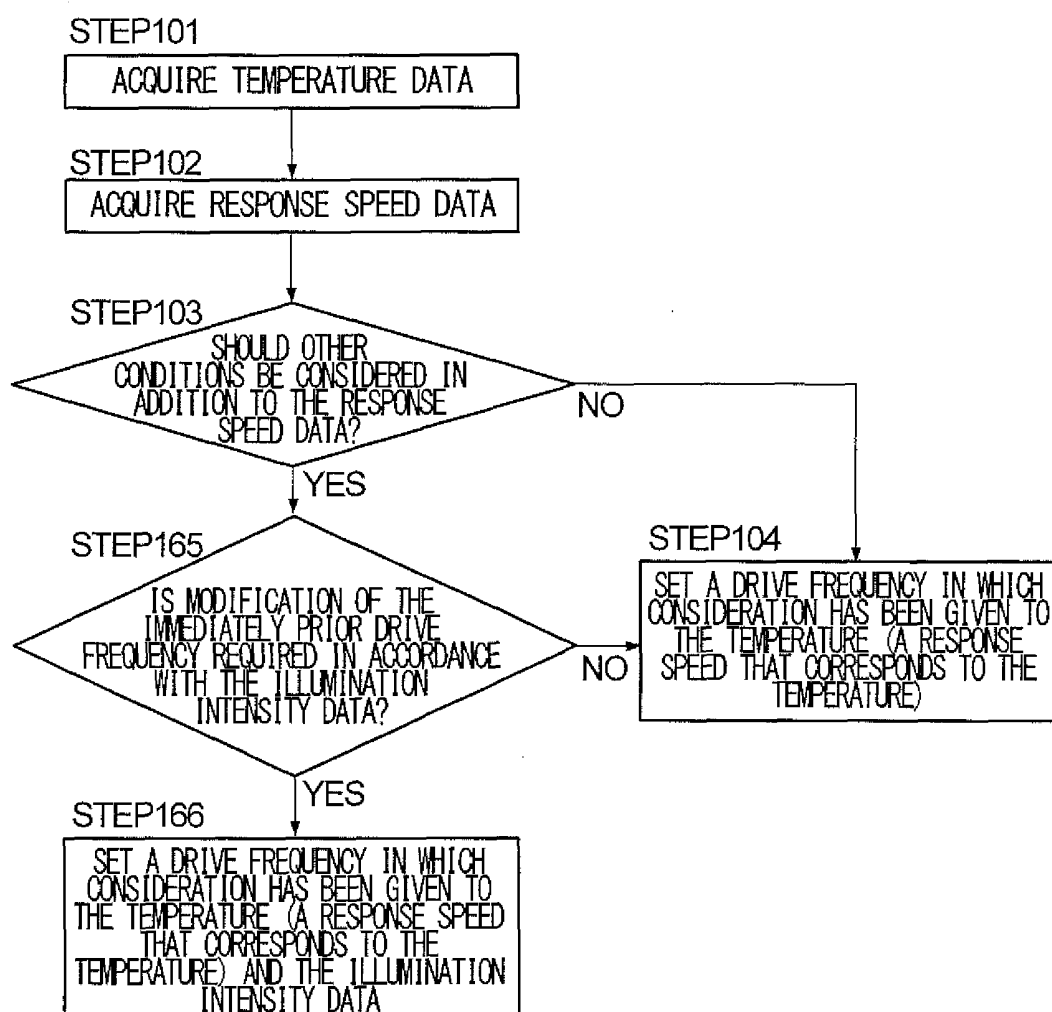 STEP101
ACQUIRE TEMPERATURE DATA
STEP102
ACQUIRE RESPONSE SPEED DATA
STEP103
SHOULD OTHER
CONDITIONS BE CONSIDERED IN
ADDITION TO THE RESPONSE
SPEED DATA?
NO
YES
STEP165
IS MODIFICATION OF THE
IMMEDIATELY PRIOR DRIVE
FREQUENCY REQUIRED IN ACCORDANCE
WITH THE ILLUMINATION
INTENSITY DATA?
NO
YES
STEP104
SET A DRIVE FREQUENCY IN WHICH
CONSIDERATION HAS BEEN GIVEN TO
THE TEMPERATURE (A RESPONSE
SPEED THAT CORRESPONDS TO THE
TEMPERATURE)
STEP166
SET A DRIVE FREQUENCY IN WHICH
CONSIDERATION HAS BEEN GIVEN TO
THE TEMPERATURE (A RESPONSE SPEED
THAT CORRESPONDS TO THE
TEMPERATURE) AND THE ILLUMINATION
INTENSITY DATA